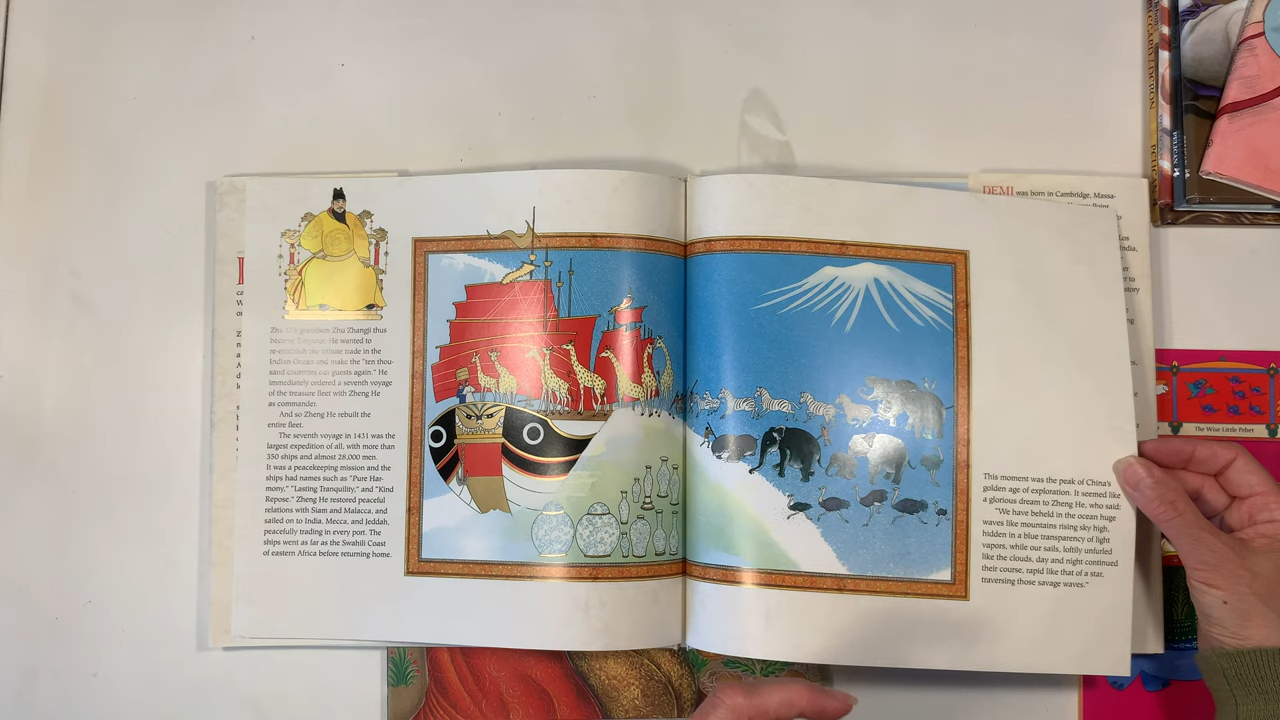 Zhu Di's grandson Zhu Zhanji thus
became Emperor. He wanted to
re-establish the tribute trade in the
Indian Ocean and make the "ten thou-
sand countries our guests again." He
immediately ordered a seventh voyage
of the treasure fleet with Zheng He
as commander.
And so Zheng He rebuilt the
entire fleet.
The seventh voyage in 1431 was the
largest expedition of all, with more than
350 ships and almost 28,000 men.
It was a peacekeeping mission and the
ships had names such as "Pure Har-
mony," "Lasting Tranquility," and "Kind
Repose." Zheng He restored peaceful
relations with Siam and Malacca, and
sailed on to India, Mecca, and Jeddah,
peacefully trading in every port. The
ships went as far as the Swahili Coast
of eastern Africa before returning home.
This moment was the peak of China's
golden age of exploration. It seemed like
a glorious dream to Zheng He, who said:
"We have beheld in the ocean huge
waves like mountains rising sky high,
hidden in a blue transparency of light
vapors, while our sails, loftily unfurled
like the clouds, day and night continued
their course, rapid like that of a star,
traversing those savage waves."
DEMI was born in Cambridge, Massa-
India,
PELICAN
PELICAN
The Wise Little Pehet